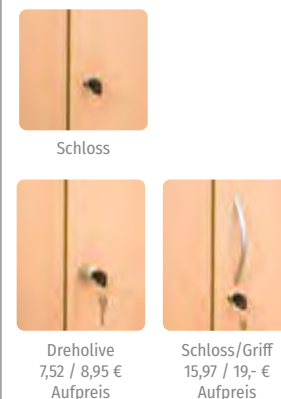 Schloss
Dreholive
7,52 / 8,95 €
Aufpreis
Schloss/Griff
15,97 / 19,- €
Aufpreis